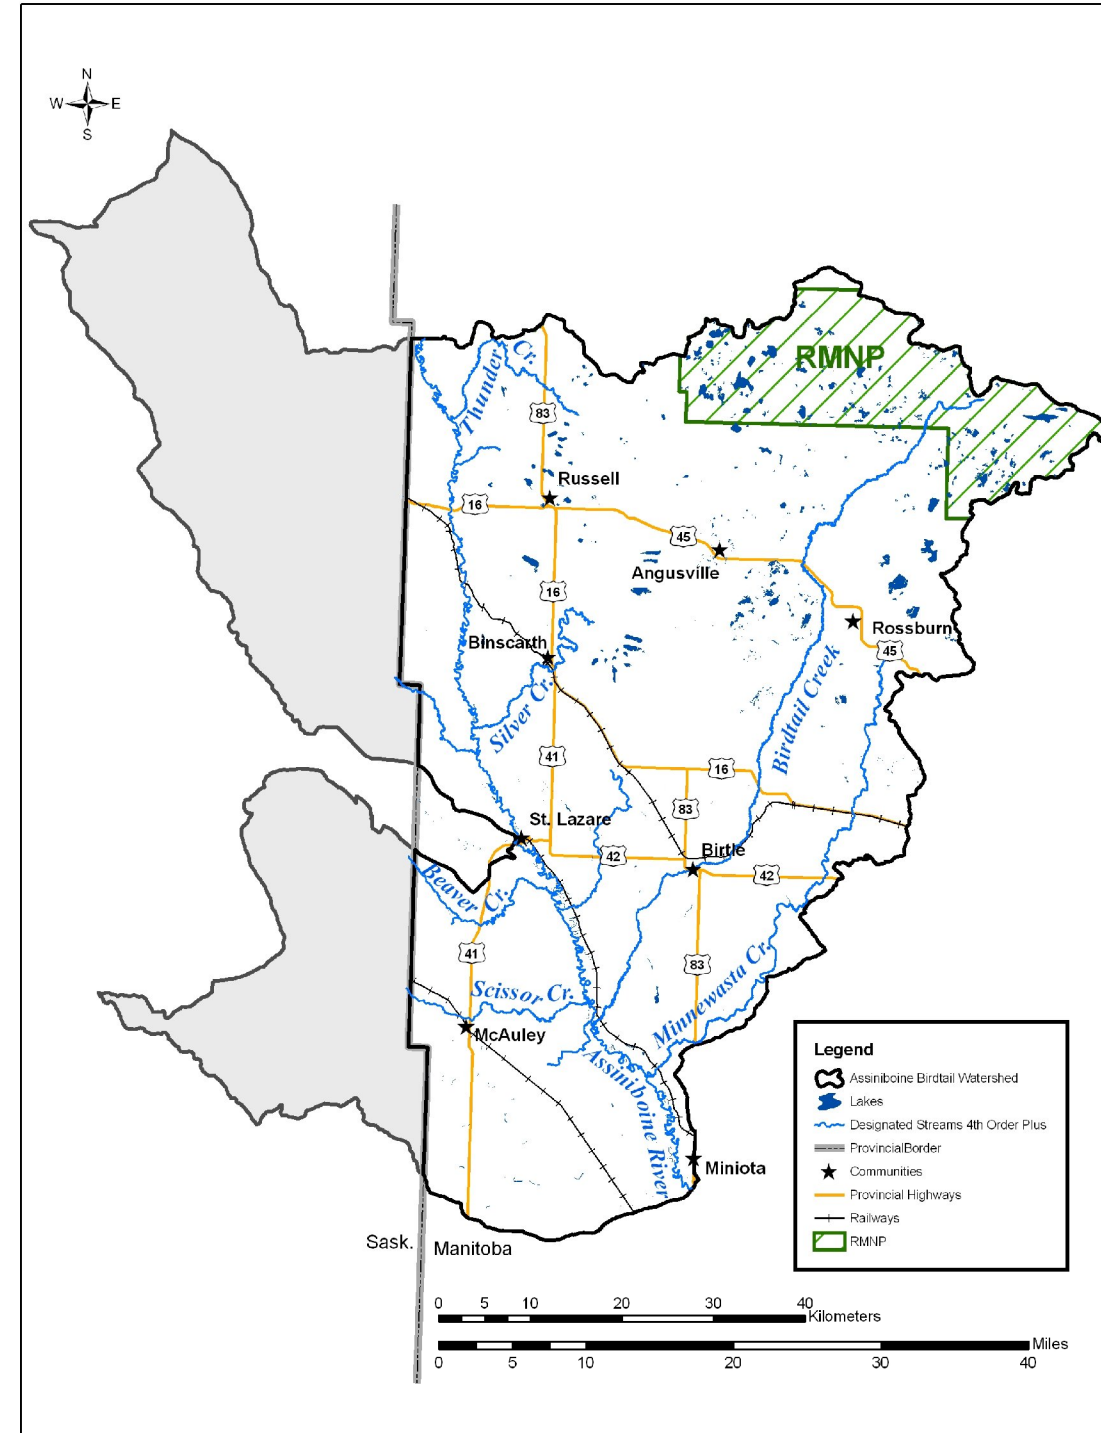 N
W E
S
RMNP
Thunder Cr.
83
Russell
16
45
Angusville
16
Binscarth
Rossburn
45
Silver Cr.
Birdtail Creek
41
16
83
St. Lazare
Birtle
42
42
Beaver Cr.
41
83
Minnewasta Cr.
Scissor Cr.
McAuley
Assiniboine River
Miniota
Sask. Manitoba
Legend
Assiniboine Birdtail Watershed
Lakes
Designated Streams 4th Order Plus
ProvincialBorder
Communities
Provincial Highways
Railways
RMNP
0 5 10 20 30 40
Kilometers
Miles
0 5 10 20 30 40